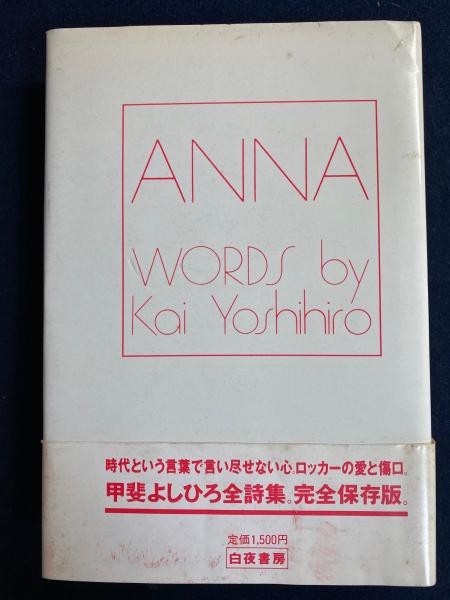 ANNA
WORDS by
Kai Yoshihiro
時代という言葉で言い尽せない心。ロッカーの愛と傷口。
甲斐よしひろ全詩集。完全保存版。
定価1,500円
白夜書房